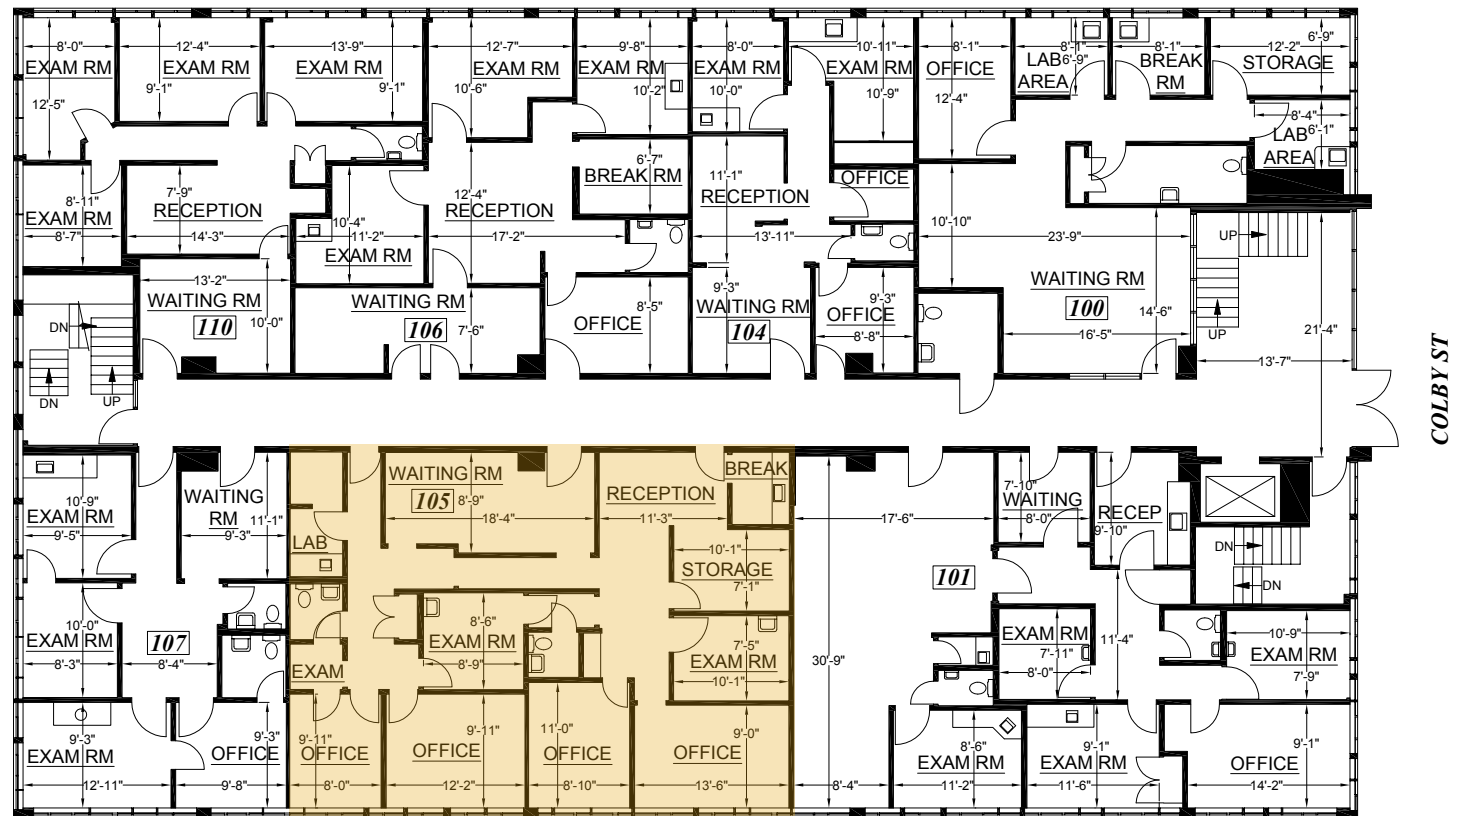 8'-0"
EXAM RM
12'-5"
12'-4"
EXAM RM
9'-1"
13'-9"
EXAM RM
9'-1"
12'-7"
EXAM RM
10'-6"
9'-8"
EXAM RM
10'-2"
8'-0"
EXAM RM
10'-0"
10'-11"
EXAM RM
10'-9"
8'-1"
OFFICE
12'-4"
8'-1"
LAB
AREA
6'-9"
8'-1"
BREAK
RM
6'-9"
12'-2"
STORAGE
8'-4"
LAB
AREA
6'-1"
8'-11"
EXAM RM
8'-7"
7'-9"
RECEPTION
14'-3"
10'-4"
11'-2"
EXAM RM
12'-4"
RECEPTION
17'-2"
6'-7"
BREAK RM
11'-1"
RECEPTION
13'-11"
OFFICE
10'-10"
23'-9"
WAITING RM
100
14'-6"
16'-5"
UP
UP
21'-4"
13'-7"
13'-2"
WAITING RM
110
10'-0"
WAITING RM
106
7'-6"
8'-5"
OFFICE
9'-3"
WAITING RM
104
9'-3"
OFFICE
8'-8"
DN
DN
UP
COLBY ST
10'-9"
EXAM RM
9'-5"
WAITING
RM
11'-1"
9'-3"
LAB
WAITING RM
105
8'-9"
18'-4"
RECEPTION
11'-3"
BREAK
10'-1"
STORAGE
7'-1"
17'-6"
101
30'-9"
7'-10"
WAITING
8'-0"
RECEP
9'-10"
DN
DN
10'-0"
EXAM RM
8'-3"
107
8'-4"
EXAM
8'-6"
EXAM RM
8'-9"
7'-5"
EXAM RM
10'-1"
EXAM RM
7'-11"
8'-0"
11'-4"
10'-9"
EXAM RM
7'-9"
9'-3"
EXAM RM
12'-11"
9'-3"
OFFICE
9'-8"
9'-11"
OFFICE
8'-0"
9'-11"
OFFICE
12'-2"
11'-0"
OFFICE
8'-10"
9'-0"
OFFICE
13'-6"
8'-4"
8'-6"
EXAM RM
11'-2"
9'-1"
EXAM RM
11'-6"
9'-1"
OFFICE
14'-2"